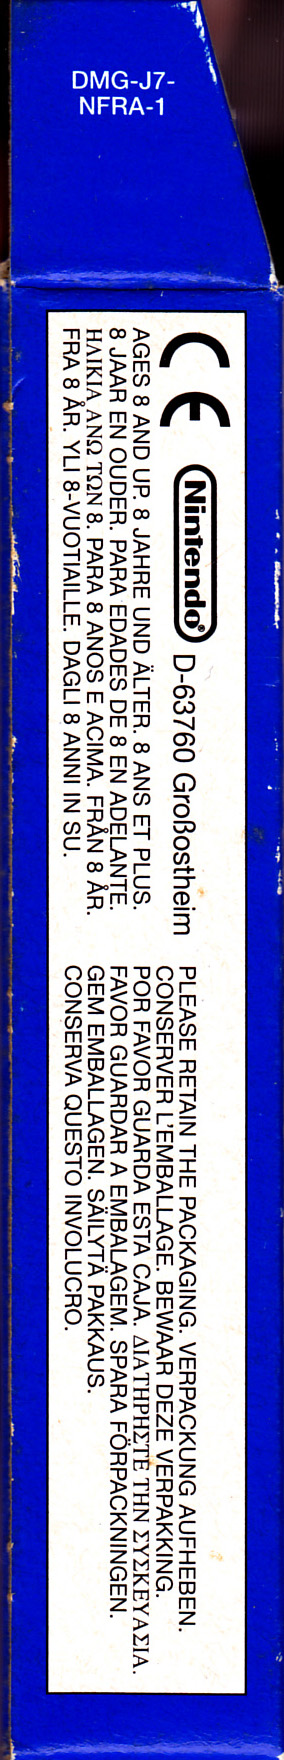 DMG-J7-
NFRA-1
CE
Nintendo® D-63760 Großostheim
AGES 8 AND UP. 8 JAHRE UND ÄLTER. 8 ANS ET PLUS.
8 JAAR EN OUDER. PARA EDADES DE 8 EN ADELANTE.
ΗΛΙΚΙΑ ΑΝΩ ΤΩΝ 8. PARA 8 ANOS E ACIMA. FRÅN 8 ÅR.
FRA 8 ÅR. YLI 8-VUOTIAILLE. DAGLI 8 ANNI IN SU.
PLEASE RETAIN THE PACKAGING. VERPACKUNG AUFHEBEN.
CONSERVER L'EMBALLAGE. BEWAAR DEZE VERPAKKING.
POR FAVOR GUARDA ESTA CAJA. ΔΙΑΤΗΡΗΣΤΕ ΤΗΝ ΣΥΣΚΕΥΑΣΙΑ.
FAVOR GUARDAR A EMBALAGEM. SPARA FÖRPACKNINGEN.
GEM EMBALLAGEN. SÄILYTÄ PAKKAUS.
CONSERVA QUESTO INVOLUCRO.